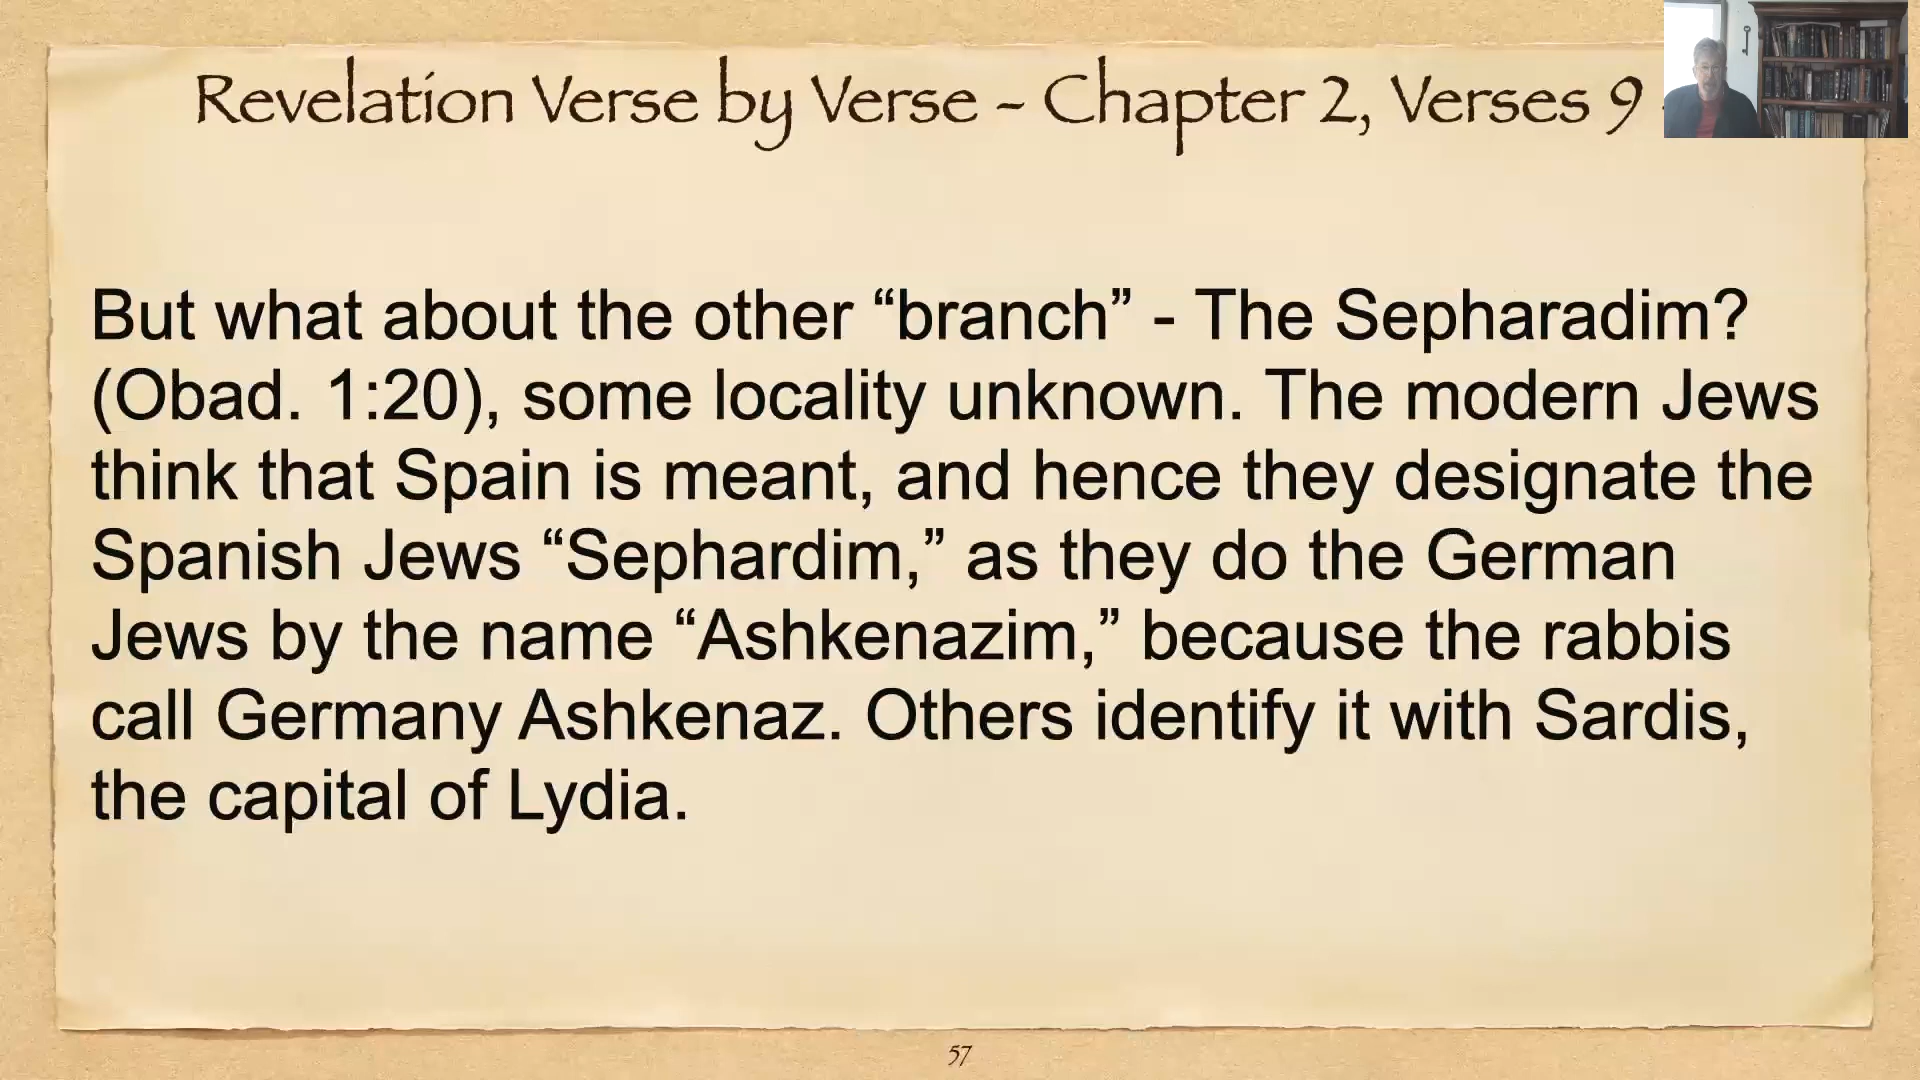 Revelation Verse by Verse - Chapter 2, Verses 9
But what about the other “branch” - The Sepharadim?
(Obad. 1:20), some locality unknown. The modern Jews
think that Spain is meant, and hence they designate the
Spanish Jews “Sephardim,” as they do the German
Jews by the name “Ashkenazim,” because the rabbis
call Germany Ashkenaz. Others identify it with Sardis,
the capital of Lydia.
57